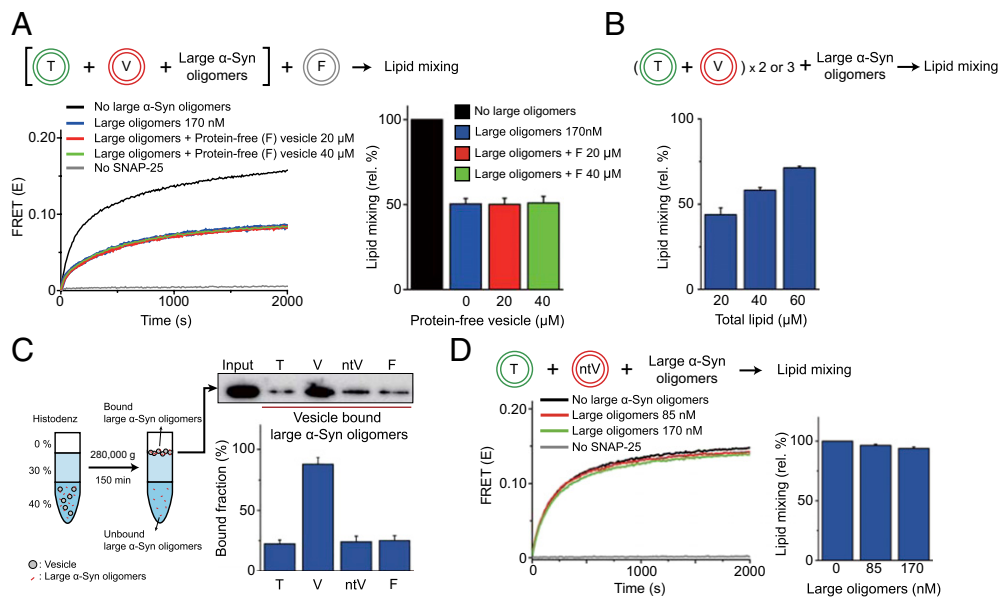 A
[ T + V + Large α-Syn oligomers ] + F → Lipid mixing
No large α-Syn oligomers
Large oligomers 170 nM
Large oligomers + Protein-free (F) vesicle 20 µM
Large oligomers + Protein-free (F) vesicle 40 µM
No SNAP-25
FRET (E)
0.20
0.10
0
0
1000
2000
Time (s)
No large oligomers
Large oligomers 170nM
Large oligomers + F 20 µM
Large oligomers + F 40 µM
Lipid mixing (rel. %)
100
50
0
0 20 40
Protein-free vesicle (µM)
B
( T + V ) x 2 or 3 + Large α-Syn oligomers → Lipid mixing
Lipid mixing (rel. %)
100
50
0
20 40 60
Total lipid (µM)
C
Histodenz
0 %
30 %
40 %
280,000 g
150 min
Bound
large α-Syn oligomers
Unbound
large α-Syn oligomers
: Vesicle
: Large α-Syn oligomers
Input T V ntV F
Vesicle bound
large α-Syn oligomers
Bound fraction (%)
100
50
0
T V ntV F
D
T + ntV + Large α-Syn oligomers → Lipid mixing
No large α-Syn oligomers
Large oligomers 85 nM
Large oligomers 170 nM
No SNAP-25
FRET (E)
0.20
0.10
0
0
1000
2000
Time (s)
Lipid mixing (rel. %)
100
50
0
0 85 170
Large oligomers (nM)